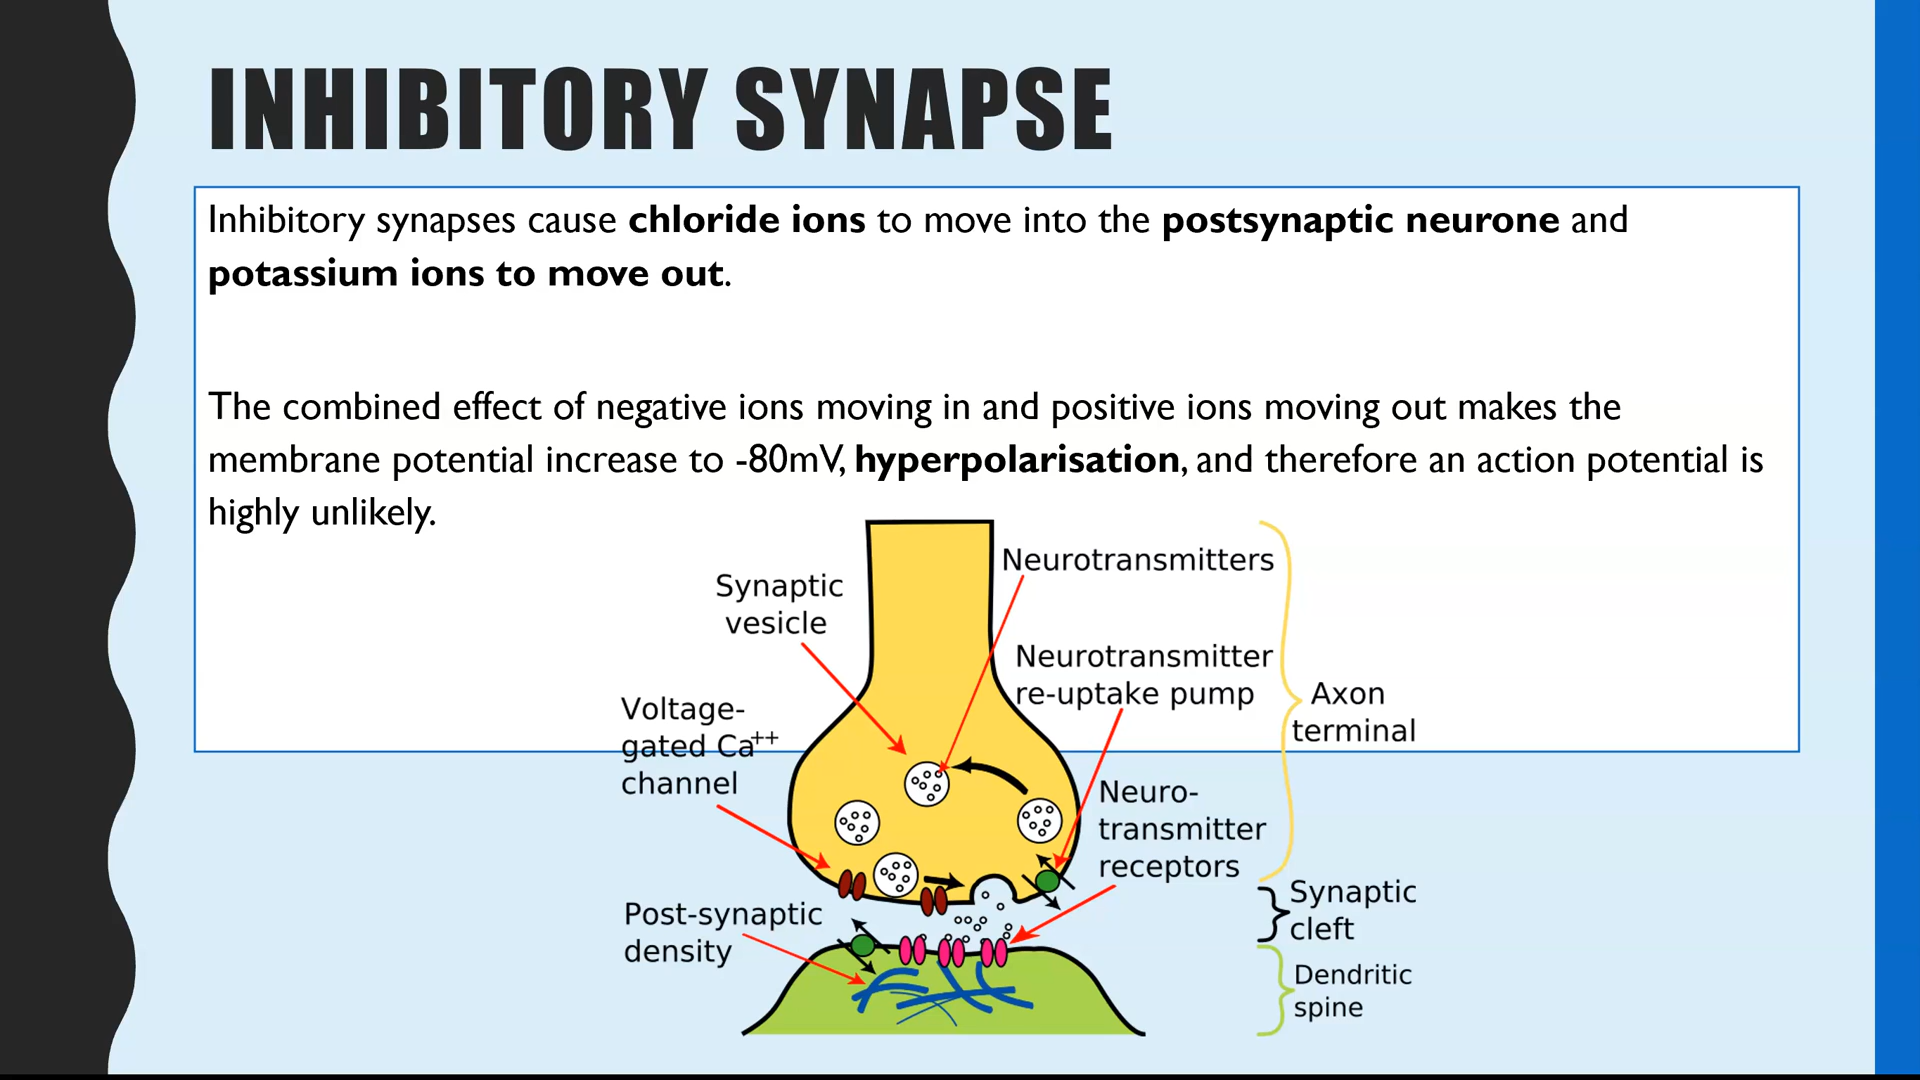 INHIBITORY SYNAPSE
Inhibitory synapses cause chloride ions to move into the postsynaptic neurone and
potassium ions to move out.
The combined effect of negative ions moving in and positive ions moving out makes the
membrane potential increase to -80mV, hyperpolarisation, and therefore an action potential is
highly unlikely.
Neurotransmitters
Synaptic
vesicle
Neurotransmitter
re-uptake pump
Axon
terminal
Voltage-
gated Ca++
channel
Neuro-
transmitter
receptors
Synaptic
cleft
Post-synaptic
density
Dendritic
spine